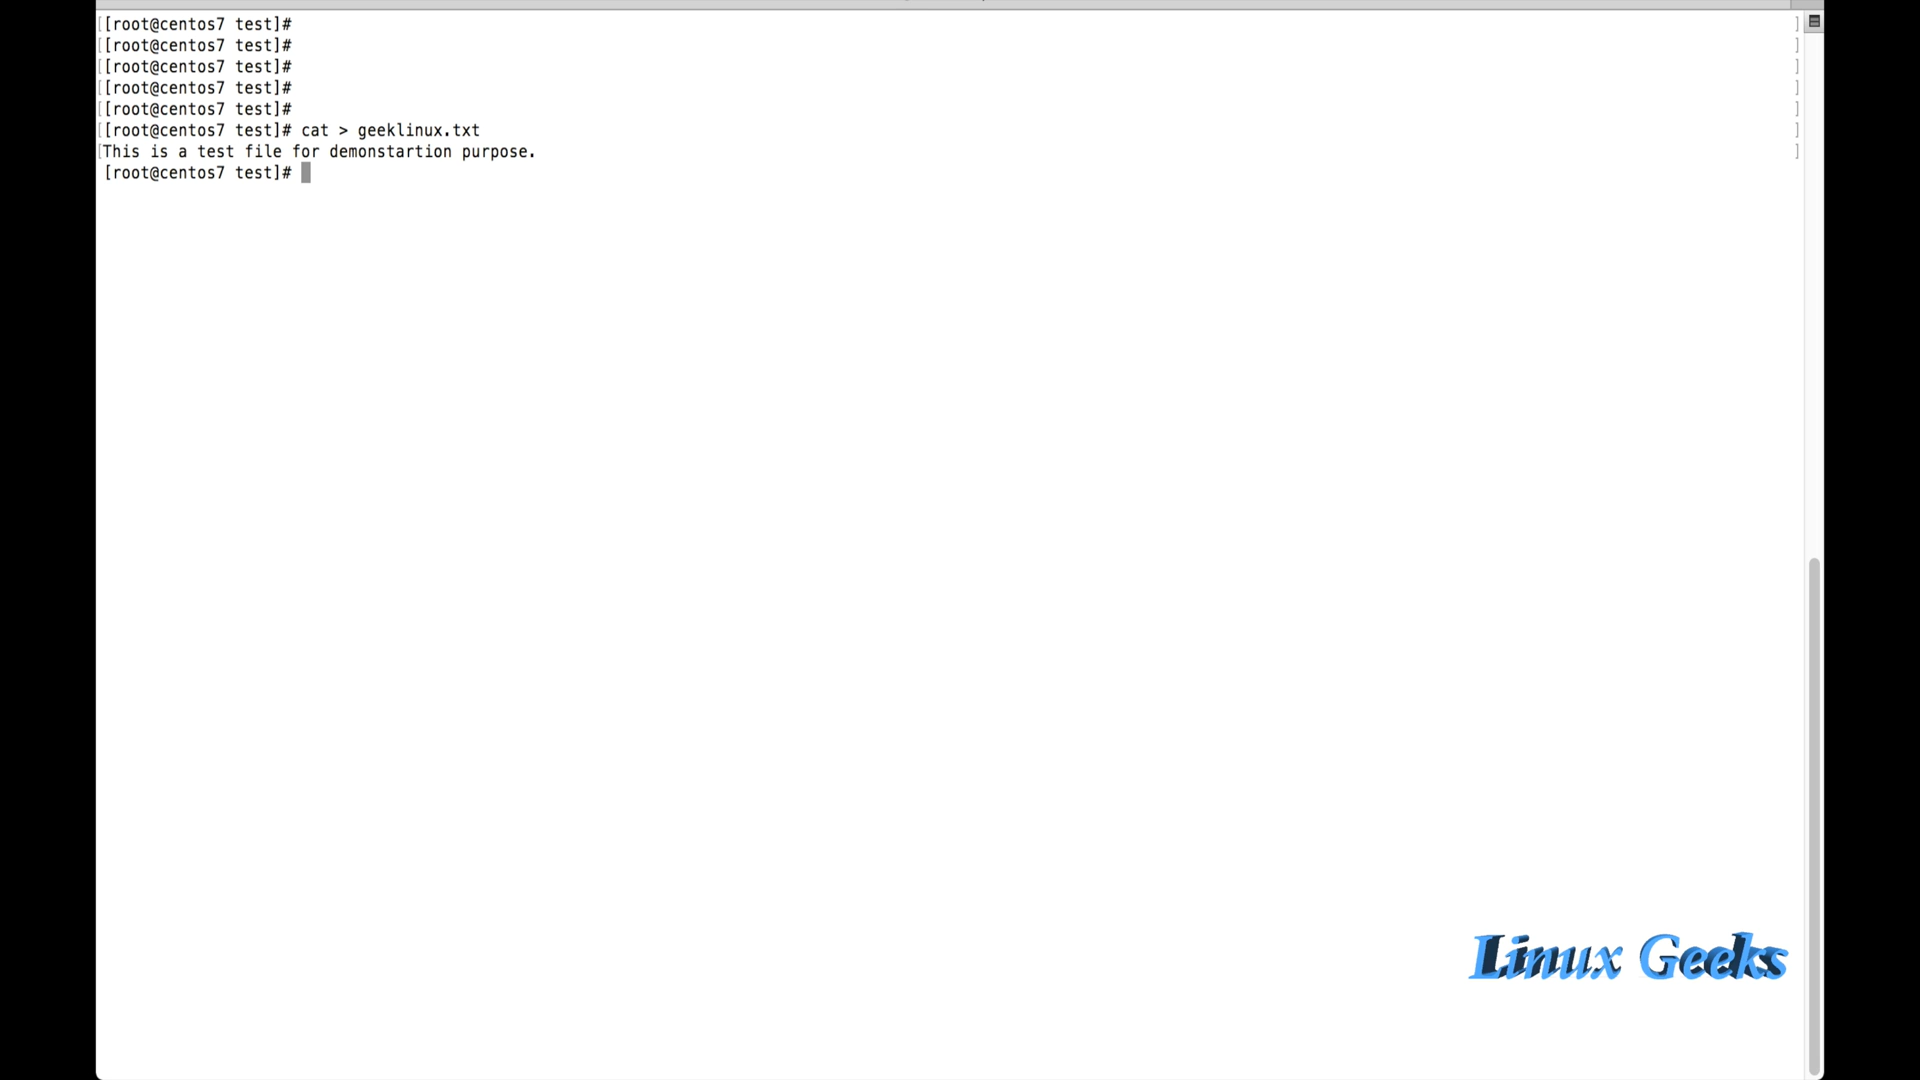 [[root@centos7 test]# ]
[[root@centos7 test]# ]
[[root@centos7 test]# ]
[[root@centos7 test]# ]
[[root@centos7 test]# ]
[[root@centos7 test]# cat > geeklinux.txt ]
[This is a test file for demonstartion purpose. ]
[root@centos7 test]#
Linux Geeks